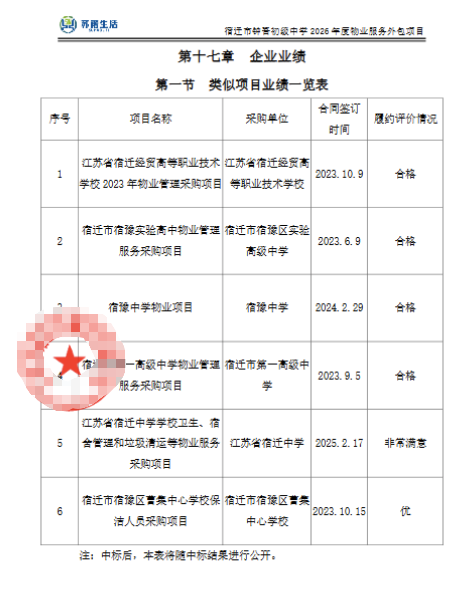 苏阁生活
宿迁市钟吾初级中学 2026 年度物业服务外包项目
第十七章 企业业绩
第一节 类似项目业绩一览表
序号 项目名称 采购单位 合同签订时间 履约评价情况
1 江苏省宿迁经贸高等职业技术学校 2023 年物业管理采购项目 江苏省宿迁经贸高等职业技术学校 2023.10.9 合格
2 宿迁市宿豫实验高中物业管理服务采购项目 宿迁市宿豫区实验高级中学 2023.6.9 合格
3 宿豫中学物业项目 宿豫中学 2024.2.29 合格
4 宿 一高级中学物业管理服务采购项目 宿迁市第一高级中学 2023.9.5 合格
5 江苏省宿迁中学学校卫生、宿舍管理和垃圾清运等物业服务采购项目 江苏省宿迁中学 2025.2.17 非常满意
6 宿迁市宿豫区曹集中心学校保洁人员采购项目 宿迁市宿豫区曹集中心学校 2023.10.15 优
注：中标后，本表将随中标结果进行公开。